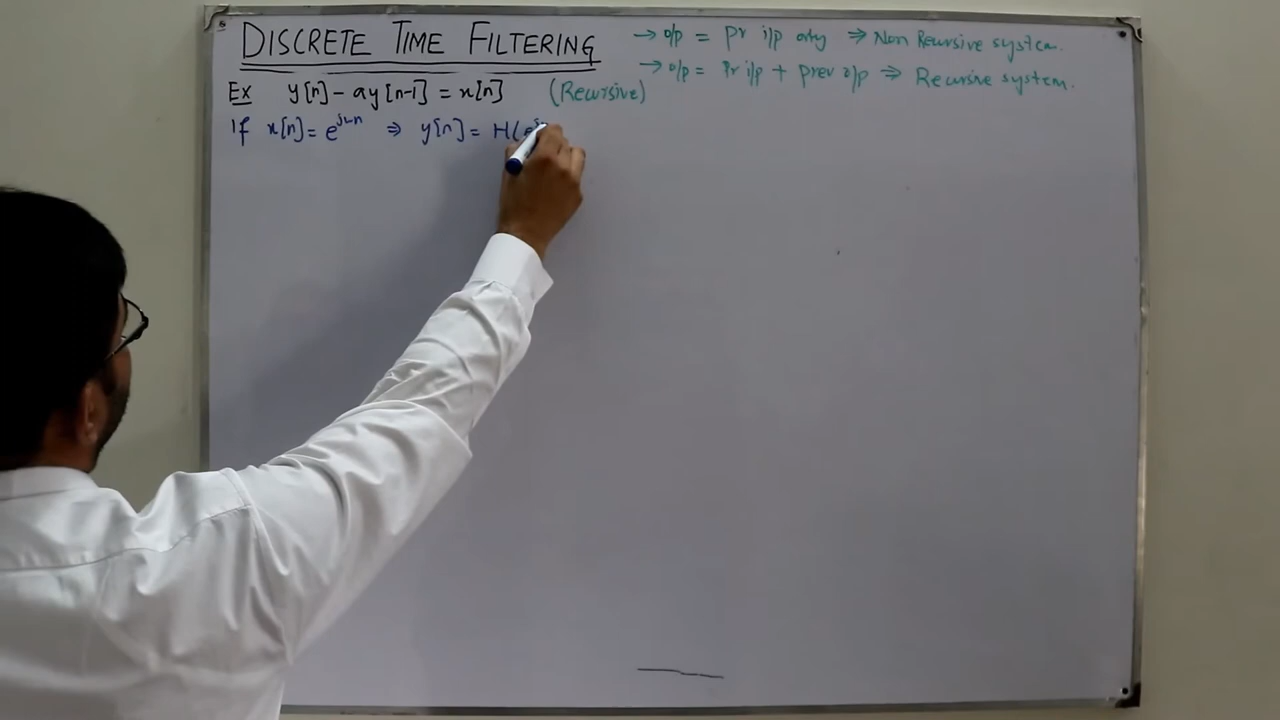 DISCRETE TIME FILTERING
→ o/p = Pr i/p only ⇒ Non Recursive system.
→ o/p = Pr i/p + prev o/p ⇒ Recursive system.
Ex y[n] - ay[n-1] = x[n] (Recursive)
If x[n] = e^jωn ⇒ y[n] = H(e^j